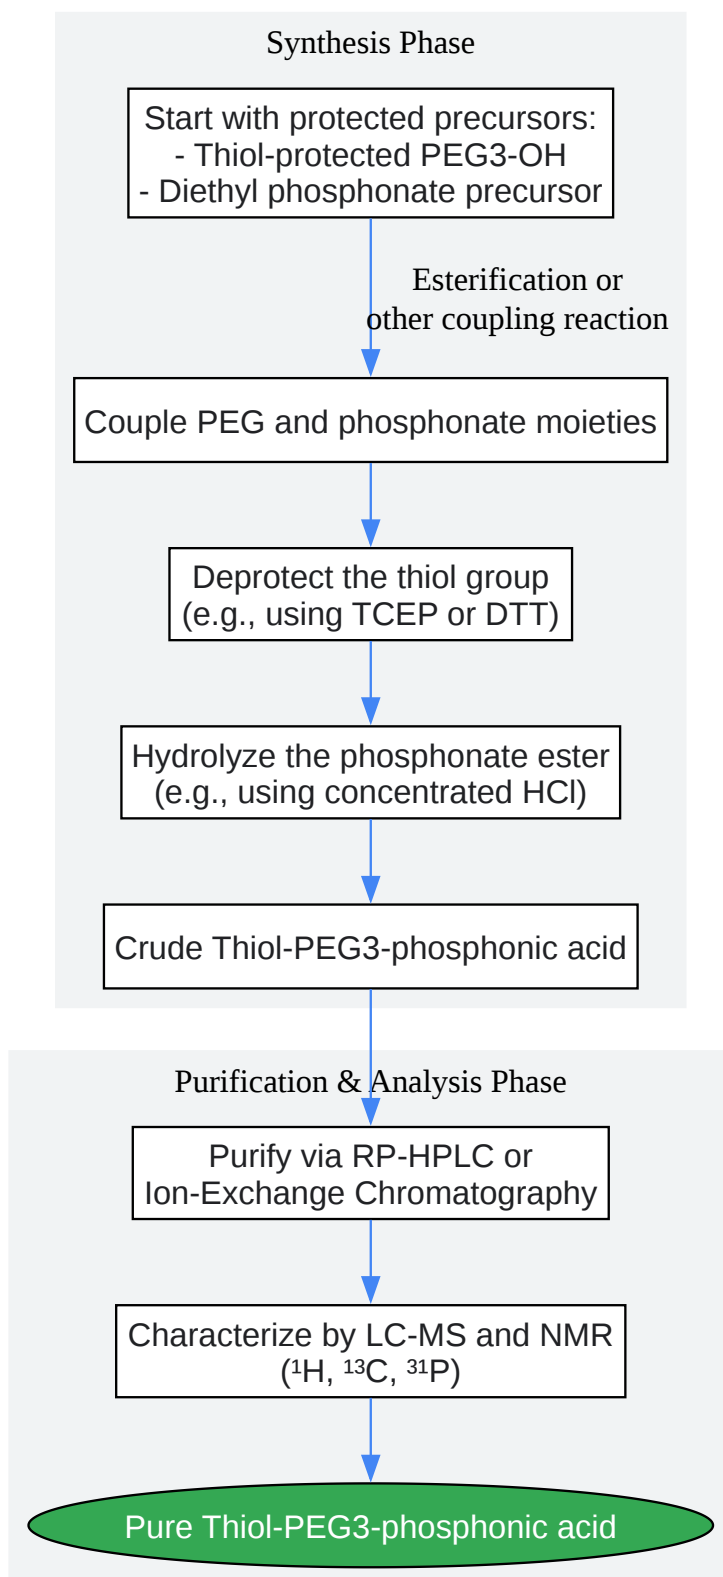 Synthesis Phase
Start with protected precursors:
- Thiol-protected PEG3-OH
- Diethyl phosphonate precursor
Esterification or
other coupling reaction
Couple PEG and phosphonate moieties
Deprotect the thiol group
(e.g., using TCEP or DTT)
Hydrolyze the phosphonate ester
(e.g., using concentrated HCl)
Crude Thiol-PEG3-phosphonic acid
Purification & Analysis Phase
Purify via RP-HPLC or
Ion-Exchange Chromatography
Characterize by LC-MS and NMR
(¹H, ¹³C, ³¹P)
Pure Thiol-PEG3-phosphonic acid